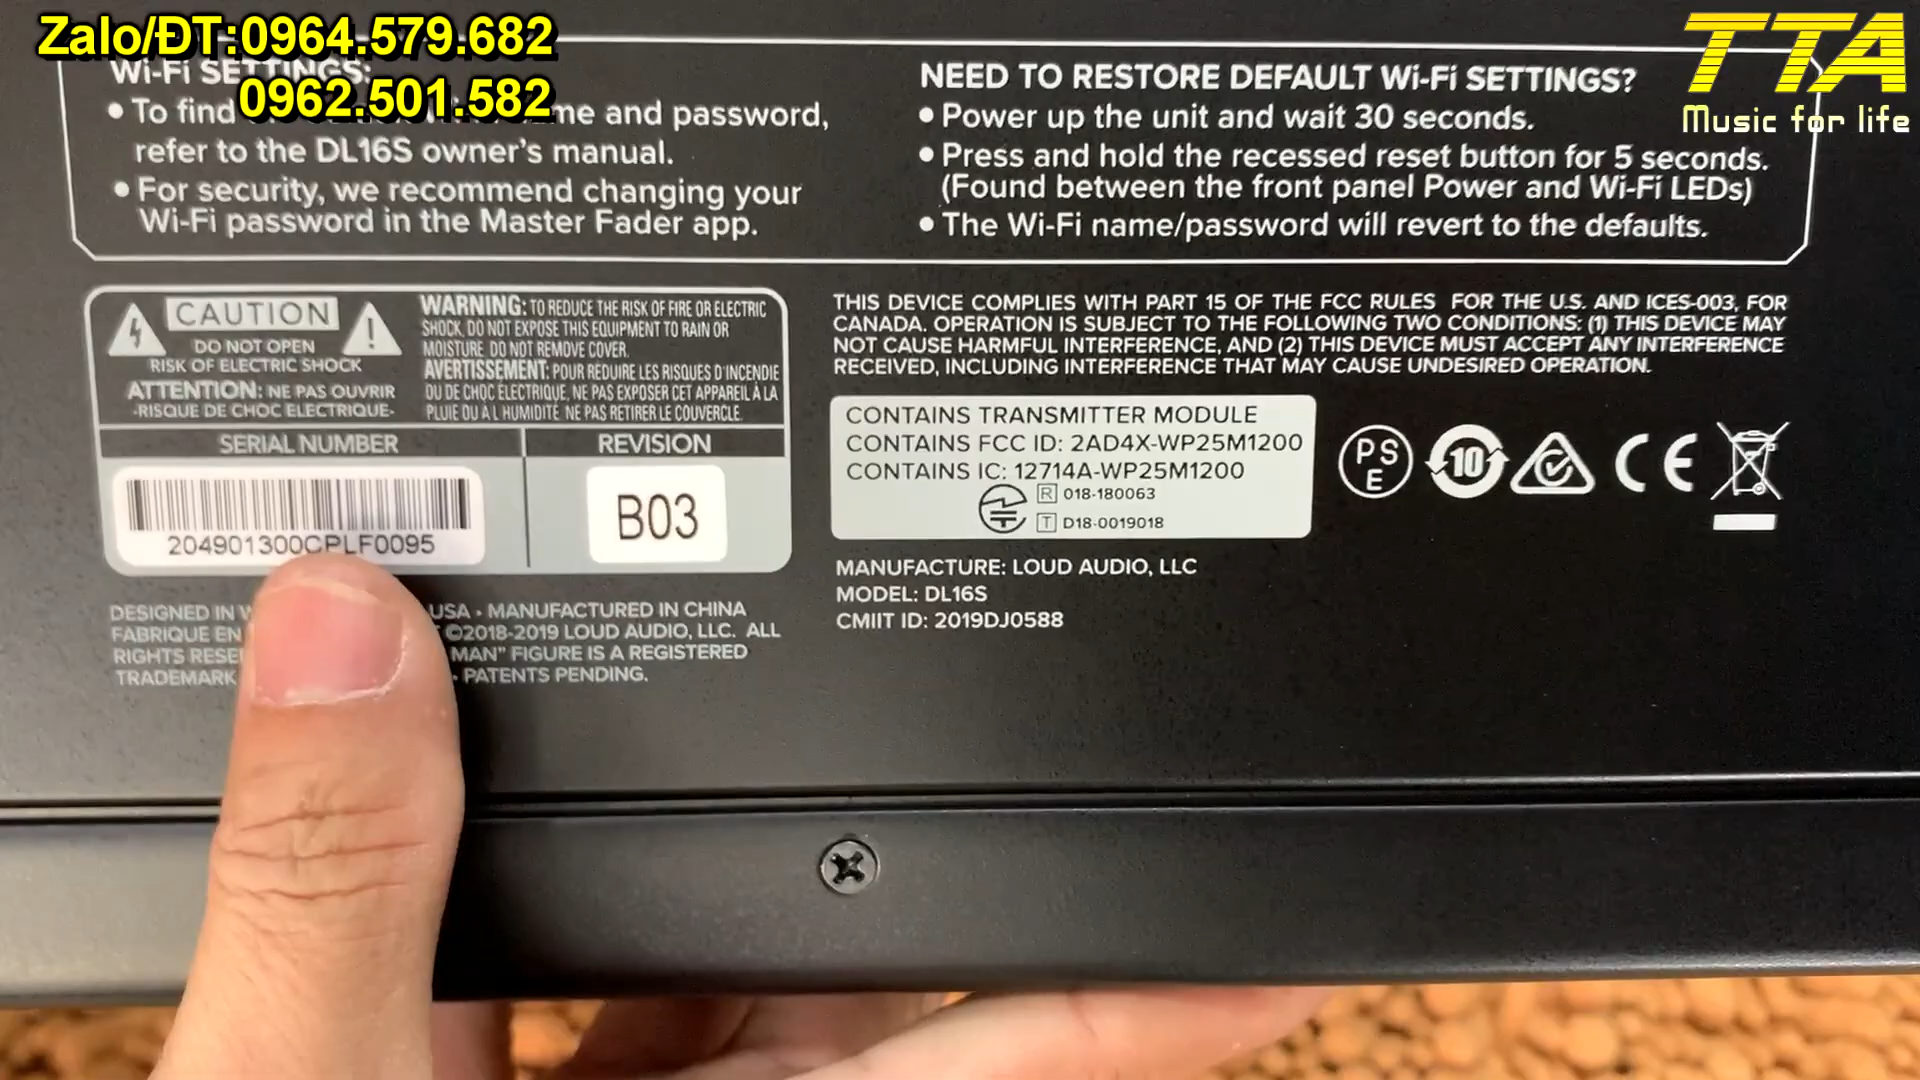 Zalo/ĐT:0964.579.682
0962.501.582
TTA
Music for life
Wi-Fi SETTINGS:
• To find name and password,
refer to the DL16S owner's manual.
• For security, we recommend changing your
Wi-Fi password in the Master Fader app.
NEED TO RESTORE DEFAULT Wi-Fi SETTINGS?
• Power up the unit and wait 30 seconds.
• Press and hold the recessed reset button for 5 seconds.
(Found between the front panel Power and Wi-Fi LEDs)
• The Wi-Fi name/password will revert to the defaults.
CAUTION
DO NOT OPEN
RISK OF ELECTRIC SHOCK
ATTENTION: NE PAS OUVRIR
-RISQUE DE CHOC ELECTRIQUE-
WARNING: TO REDUCE THE RISK OF FIRE OR ELECTRIC
SHOCK, DO NOT EXPOSE THIS EQUIPMENT TO RAIN OR
MOISTURE. DO NOT REMOVE COVER.
AVERTISSEMENT: POUR REDUIRE LES RISQUES D'INCENDIE
OU DE CHOC ELECTRIQUE, NE PAS EXPOSER CET APPAREIL À LA
PLUIE OU À L HUMIDITE. NE PAS RETIRER LE COUVERCLE.
SERIAL NUMBER
204901300CPLF0095
REVISION
B03
DESIGNED IN USA • MANUFACTURED IN CHINA
FABRIQUE EN ©2018-2019 LOUD AUDIO, LLC. ALL
RIGHTS MAN" FIGURE IS A REGISTERED
TRADEMARK • PATENTS PENDING.
THIS DEVICE COMPLIES WITH PART 15 OF THE FCC RULES FOR THE U.S. AND ICES-003, FOR
CANADA. OPERATION IS SUBJECT TO THE FOLLOWING TWO CONDITIONS: (1) THIS DEVICE MAY
NOT CAUSE HARMFUL INTERFERENCE, AND (2) THIS DEVICE MUST ACCEPT ANY INTERFERENCE
RECEIVED, INCLUDING INTERFERENCE THAT MAY CAUSE UNDESIRED OPERATION.
CONTAINS TRANSMITTER MODULE
CONTAINS FCC ID: 2AD4X-WP25M1200
CONTAINS IC: 12714A-WP25M1200
R 018-180063
T D18-0019018
PS
E
10
CE
MANUFACTURE: LOUD AUDIO, LLC
MODEL: DL16S
CMIIT ID: 2019DJ0588